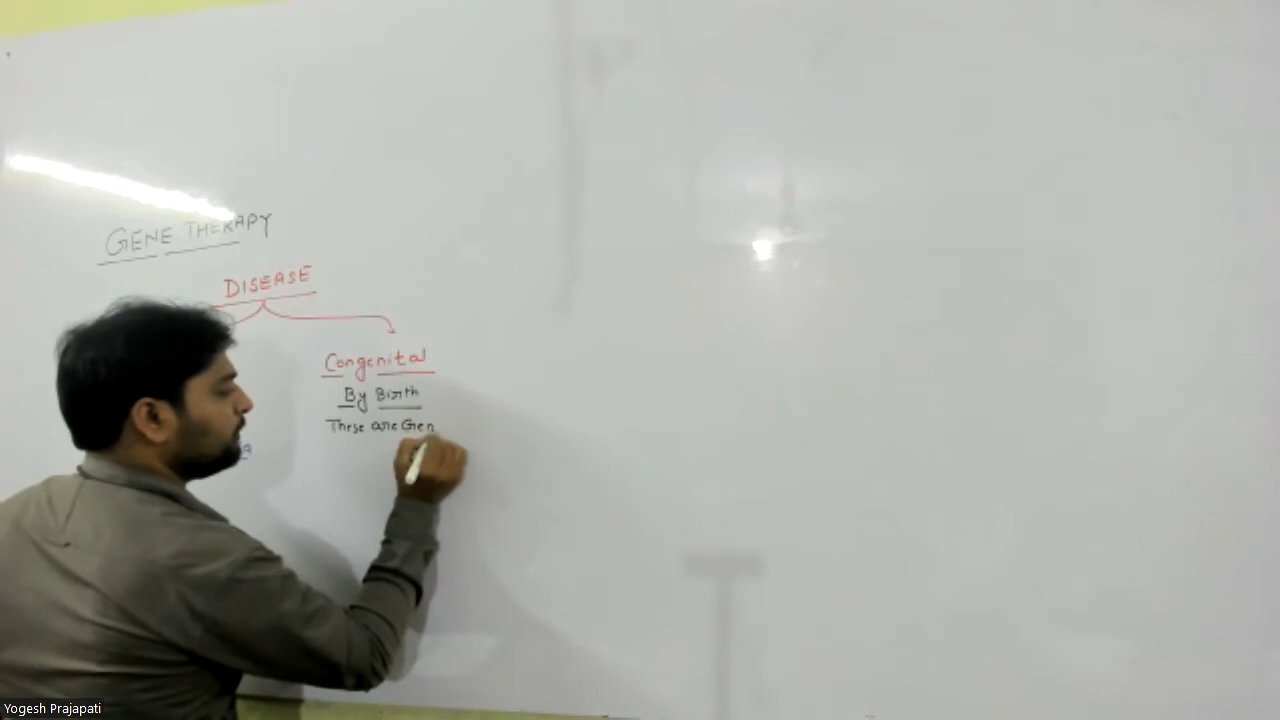 GENE THERAPY
DISEASE
Congenital
By Birth
These are Gen
Yogesh Prajapati